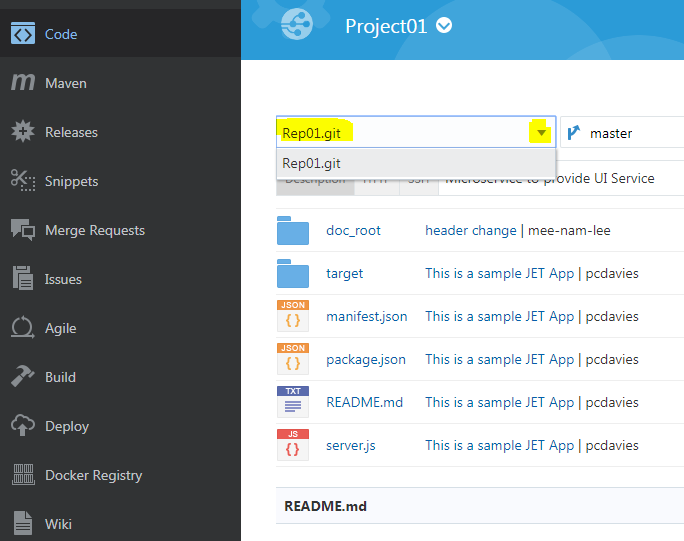 Code
Maven
Releases
Snippets
Merge Requests
Issues
Agile
Build
Deploy
Docker Registry
Wiki
Project01
Rep01.git
master
Rep01.git
Description HTTP SSH Microservice to provide UI Service
doc_root header change | mee-nam-lee
target This is a sample JET App | pcdavies
JSON
manifest.json This is a sample JET App | pcdavies
JSON
package.json This is a sample JET App | pcdavies
TXT
README.md This is a sample JET App | pcdavies
JS
server.js This is a sample JET App | pcdavies
README.md